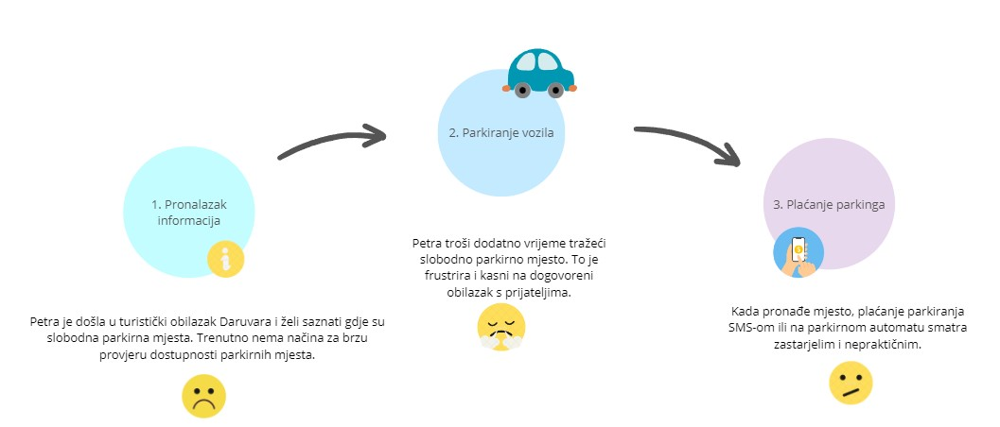 1. Pronalazak
informacija
Petra je došla u turistički obilazak Daruvara i želi saznati gdje su
slobodna parkirna mjesta. Trenutno nema načina za brzu
provjeru dostupnosti parkirnih mjesta.
2. Parkiranje vozila
Petra troši dodatno vrijeme tražeći
slobodno parkirno mjesto. To je
frustrira i kasni na dogovoreni
obilazak s prijateljima.
3. Plaćanje parkinga
Kada pronađe mjesto, plaćanje parkiranja
SMS-om ili na parkirnom automatu smatra
zastarjelim i nepraktičnim.